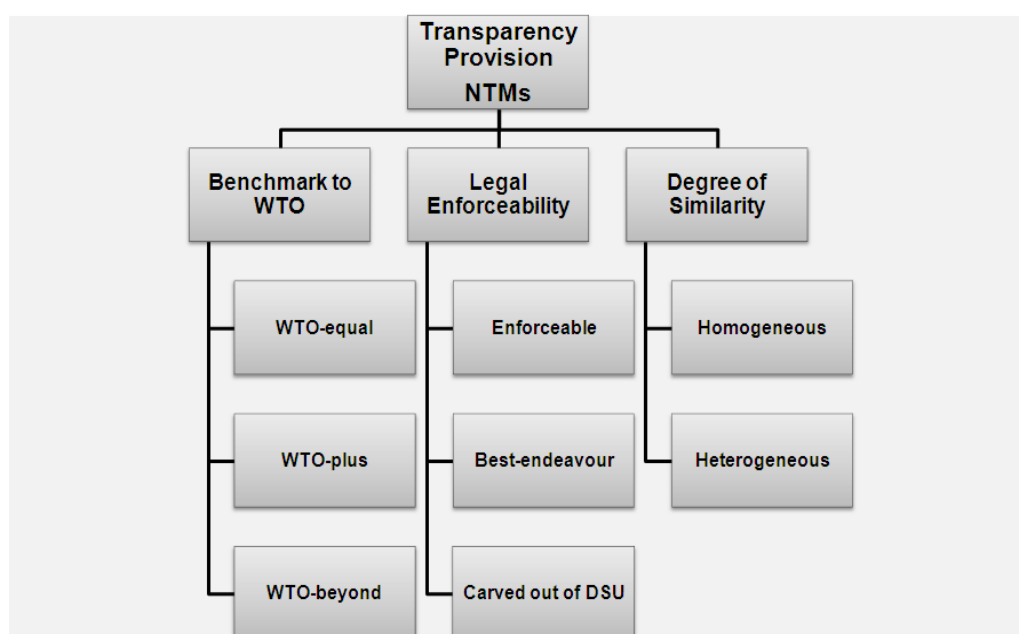 Transparency
Provision
NTMs
Benchmark to
WTO
Legal
Enforceability
Degree of
Similarity
WTO-equal
Enforceable
Homogeneous
WTO-plus
Best-endeavour
Heterogeneous
WTO-beyond
Carved out of DSU